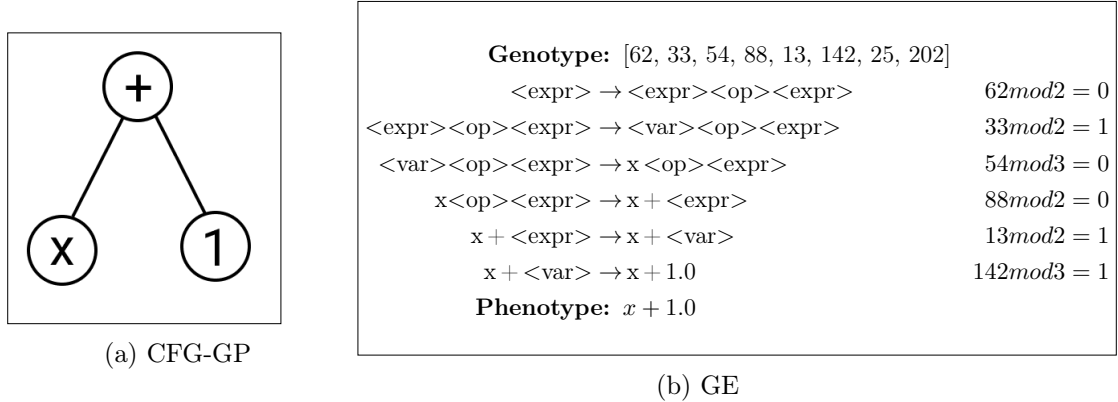 +
x 1
(a) CFG-GP
Genotype: [62, 33, 54, 88, 13, 142, 25, 202]
<expr> → <expr><op><expr> 62mod2 = 0
<expr><op><expr> → <var><op><expr> 33mod2 = 1
<var><op><expr> → x <op><expr> 54mod3 = 0
x<op><expr> → x + <expr> 88mod2 = 0
x + <expr> → x + <var> 13mod2 = 1
x + <var> → x + 1.0 142mod3 = 1
Phenotype: x + 1.0
(b) GE